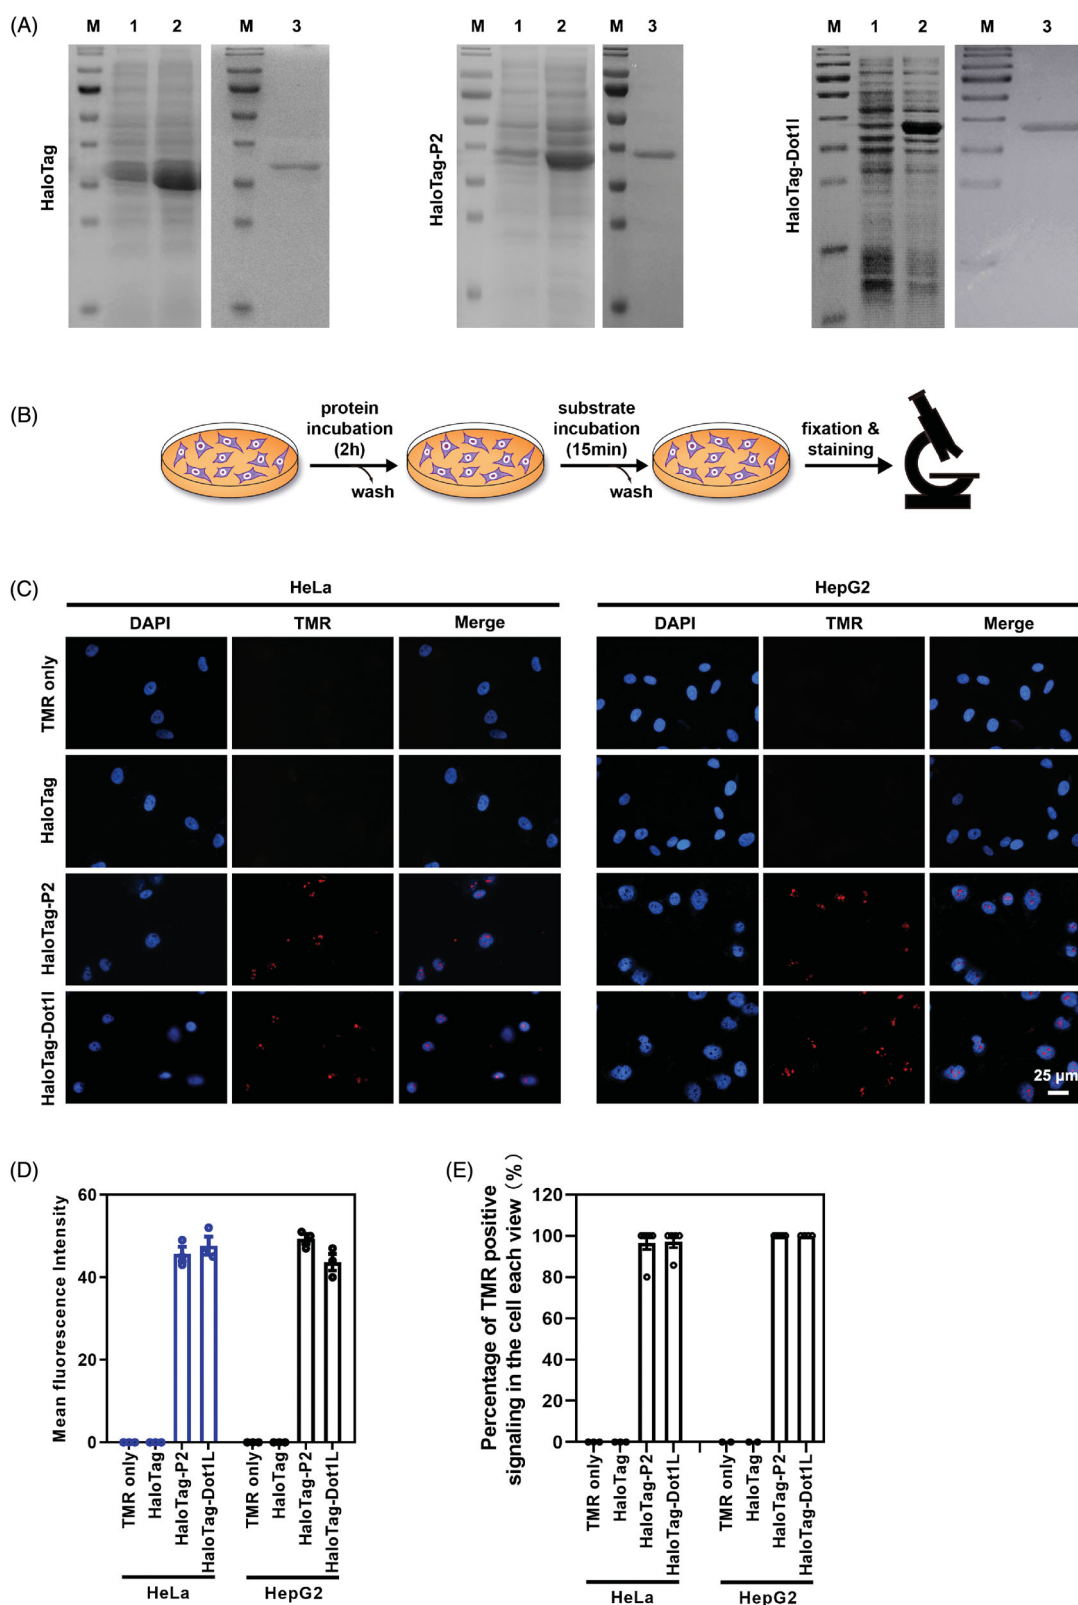 (A)
M 1 2 M 3
HaloTag
M 1 2 M 3
HaloTag-P2
M 1 2 M 3
HaloTag-Dot1l
(B)
protein
incubation
(2h)
wash
substrate
incubation
(15min)
wash
fixation &
staining
(C)
HeLa
HepG2
DAPI TMR Merge DAPI TMR Merge
TMR only
HaloTag
HaloTag-P2
HaloTag-Dot1l
25 μm
(D)
Mean fluorescence Intensity
60
40
20
0
TMR only
HaloTag
HaloTag-P2
HaloTag-Dot1L
TMR only
HaloTag
HaloTag-P2
HaloTag-Dot1L
HeLa HepG2
(E)
Percentage of TMR positive
signaling in the cell each view (%)
120
100
80
60
40
20
0
TMR only
HaloTag
HaloTag-P2
HaloTag-Dot1L
TMR only
HaloTag
HaloTag-P2
HaloTag-Dot1L
HeLa HepG2